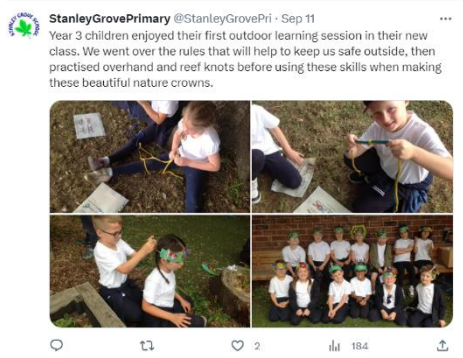 StanleyGrovePrimary @StanleyGrovePri · Sep 11
Year 3 children enjoyed their first outdoor learning session in their new
class. We went over the rules that will help to keep us safe outside, then
practised overhand and reef knots before using these skills when making
these beautiful nature crowns.
2
184